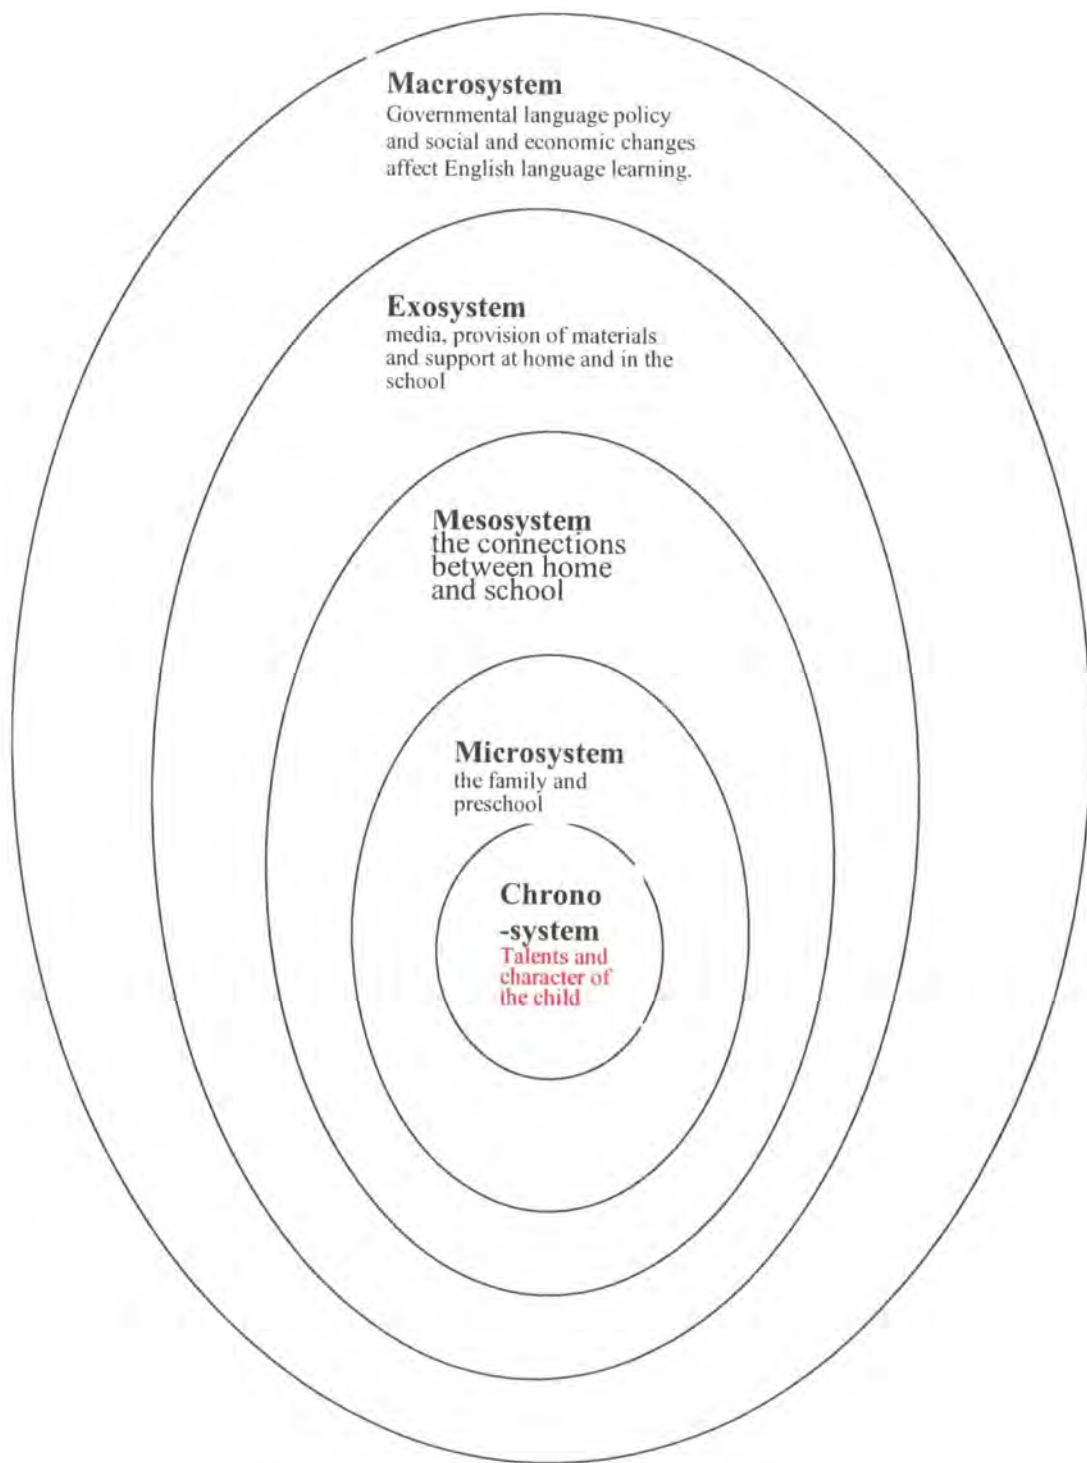 Macrosystem
Governmental language policy
and social and economic changes
affect English language learning.
Exosystem
media, provision of materials
and support at home and in the
school
Mesosystem
the connections
between home
and school
Microsystem
the family and
preschool
Chrono
-system
Talents and
character of
the child